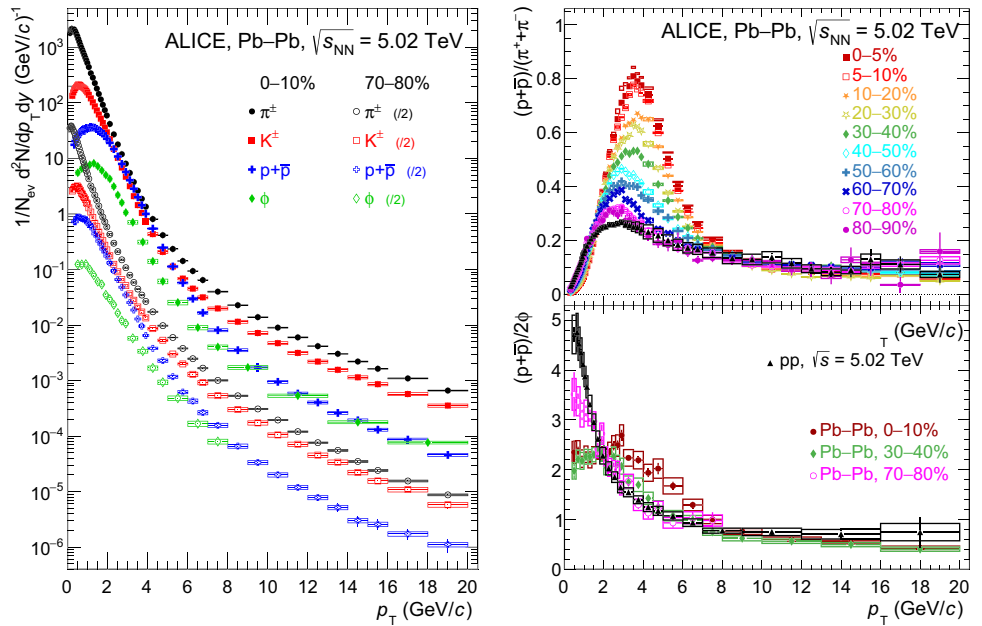 ALICE, Pb–Pb, √sNN = 5.02 TeV
0–10% 70–80%
π± π± (/2)
K± K± (/2)
p+p̅ p+p̅ (/2)
ϕ ϕ (/2)
1/Nev d²N/dpTdy (GeV/c)⁻¹
10³
10²
10
1
10⁻¹
10⁻²
10⁻³
10⁻⁴
10⁻⁵
10⁻⁶
0 2 4 6 8 10 12 14 16 18 20
pT (GeV/c)
ALICE, Pb–Pb, √sNN = 5.02 TeV
(p+p̅)/(π⁺+π⁻)
0–5%
5–10%
10–20%
20–30%
30–40%
40–50%
50–60%
60–70%
70–80%
80–90%
0.8
0.6
0.4
0.2
0.0
T (GeV/c)
(p+p̅)/2ϕ
pp, √s = 5.02 TeV
Pb–Pb, 0–10%
Pb–Pb, 30–40%
Pb–Pb, 70–80%
5
4
3
2
1
0
0 2 4 6 8 10 12 14 16 18 20
pT (GeV/c)